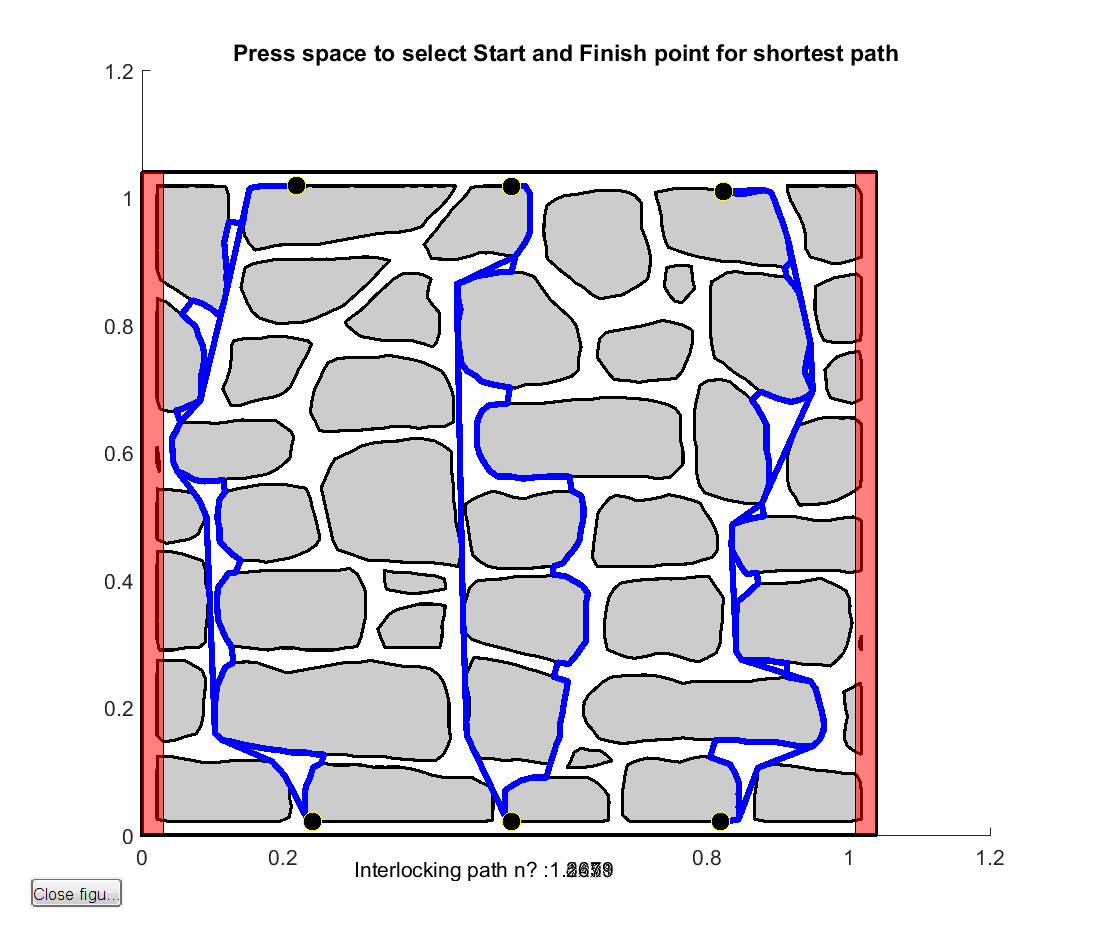 Press space to select Start and Finish point for shortest path
1.2
1
0.8
0.6
0.4
0.2
0
0 0.2 0.8 1 1.2
Interlocking path n? :1.
Close figu...